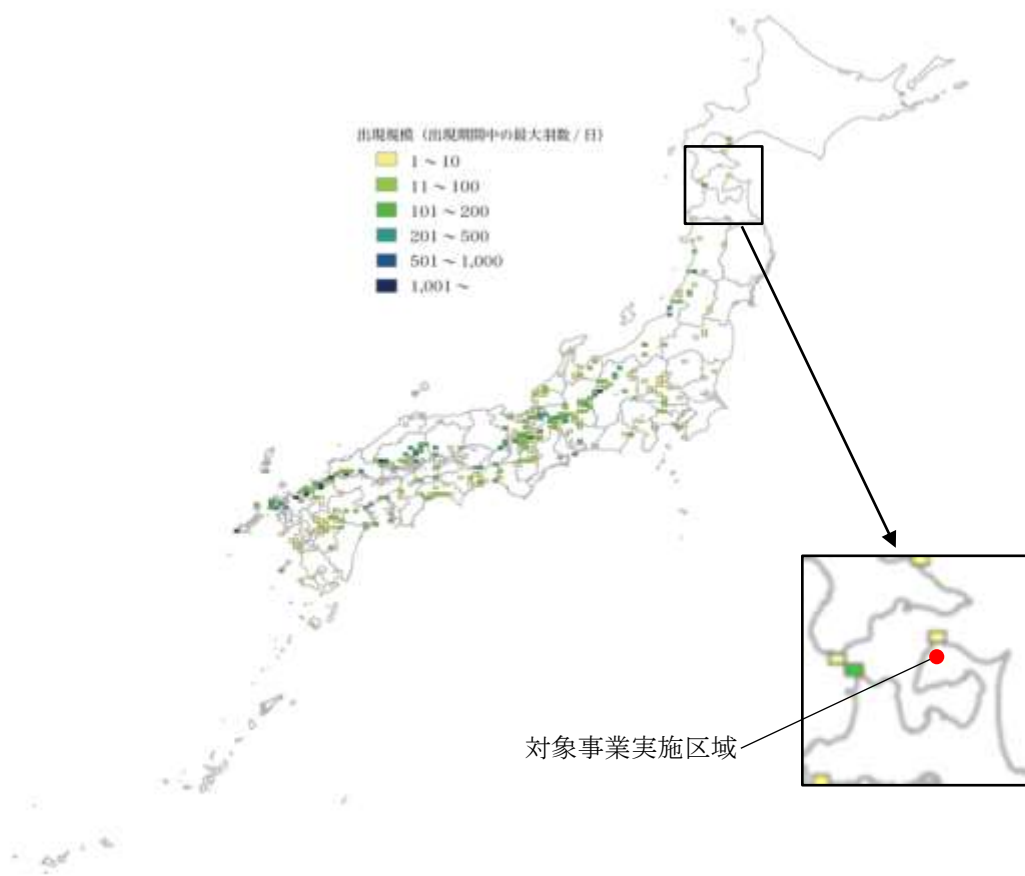 出現規模（出現期間中の最大羽数 / 日）
1 ～ 10
11 ～ 100
101 ～ 200
201 ～ 500
501 ～ 1,000
1,001 ～
対象事業実施区域